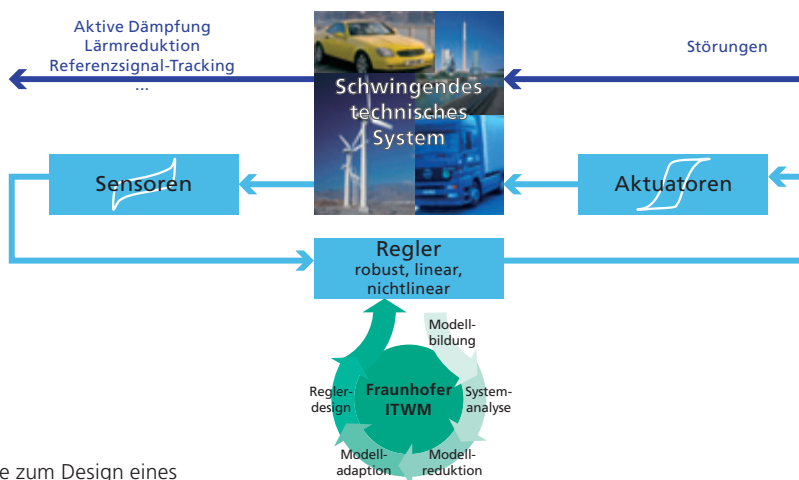 Aktive Dämpfung
Lärmreduktion
Referenzsignal-Tracking
...
Störungen
Schwingendes
technisches
System
Sensoren
Aktuatoren
Regler
robust, linear,
nichtlinear
Modell-
bildung
Regler-
design
Fraunhofer
ITWM
System-
analyse
Modell-
adaption
Modell-
reduktion
e zum Design eines